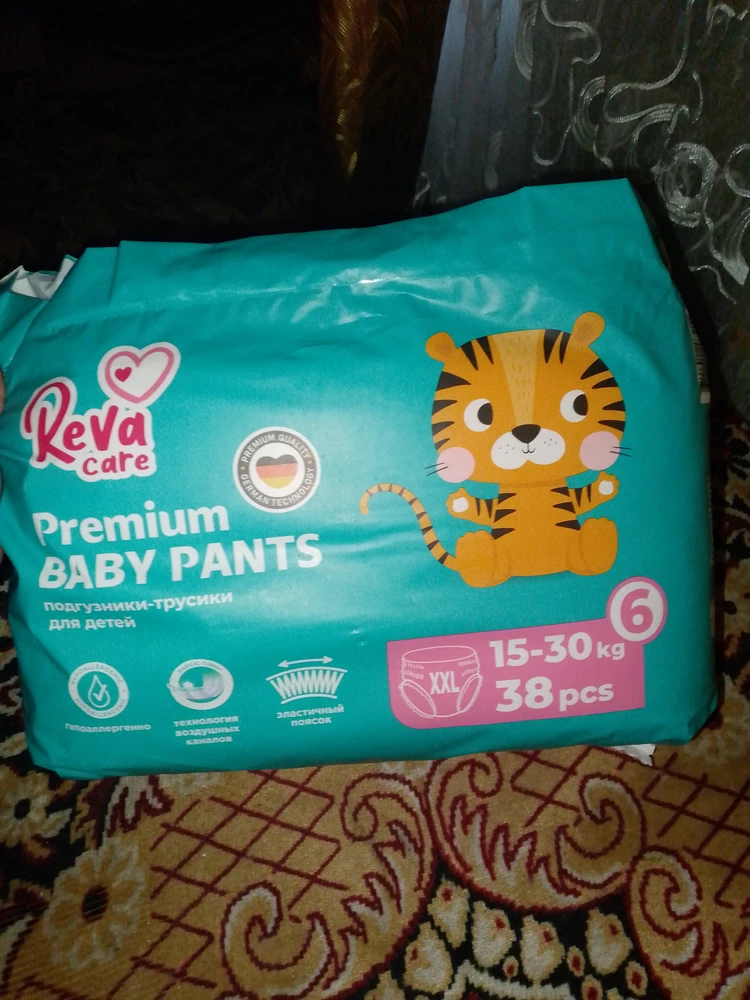 Reva
care
PREMIUM QUALITY
GERMAN TECHNOLOGY
Premium
BABY PANTS
подгузники-трусики
для детей
6
15-30 kg
XXL
38 pcs
гипоаллергенно
технология
воздушных
каналов
эластичный
поясок